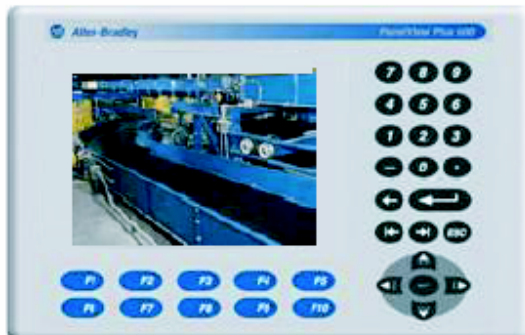 AB Allen-Bradley
PanelView Plus 600
7 8 9
4 5 6
1 2 3
- 0 .
ESC
F1 F2 F3 F4 F5
F6 F7 F8 F9 F10